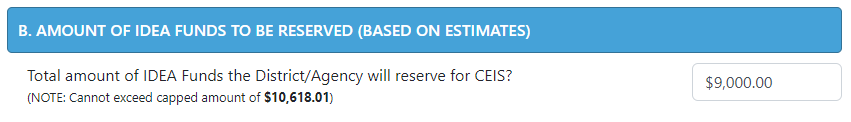 B. AMOUNT OF IDEA FUNDS TO BE RESERVED (BASED ON ESTIMATES)
Total amount of IDEA Funds the District/Agency will reserve for CEIS?
$9,000.00
(NOTE: Cannot exceed capped amount of $10,618.01)